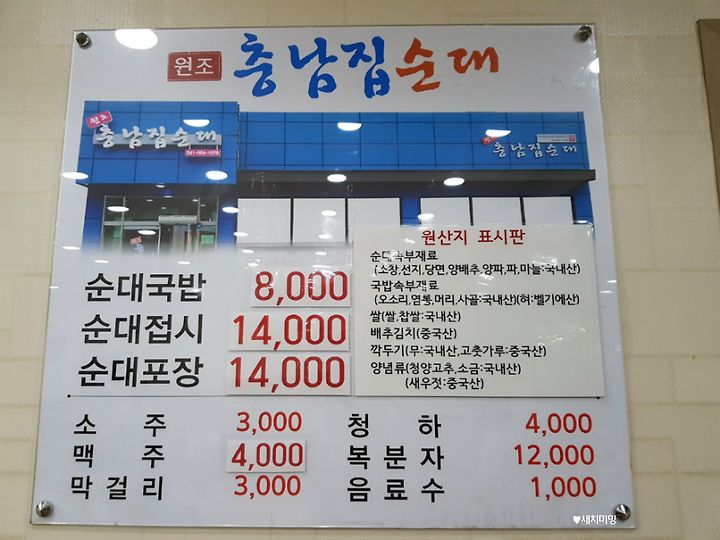 원조 충남집순대
원조
충남집순대
041-564-1079
충남집순대
원산지 표시판
순대속부재료
(소창,선지,당면,양배추,양파,파,마늘:국내산)
국밥속부재료
(오소리,염통,머리,사골:국내산)(혀:벨기에산)
쌀(쌀,찹쌀:국내산)
배추김치(중국산)
깍두기(무:국내산,고춧가루:중국산)
양념류(청양고추,소금:국내산)
(새우젓:중국산)
순대국밥 8,000
순대접시 14,000
순대포장 14,000
소주 3,000 청하 4,000
맥주 4,000 복분자 12,000
막걸리 3,000 음료수 1,000
♥새치미밍